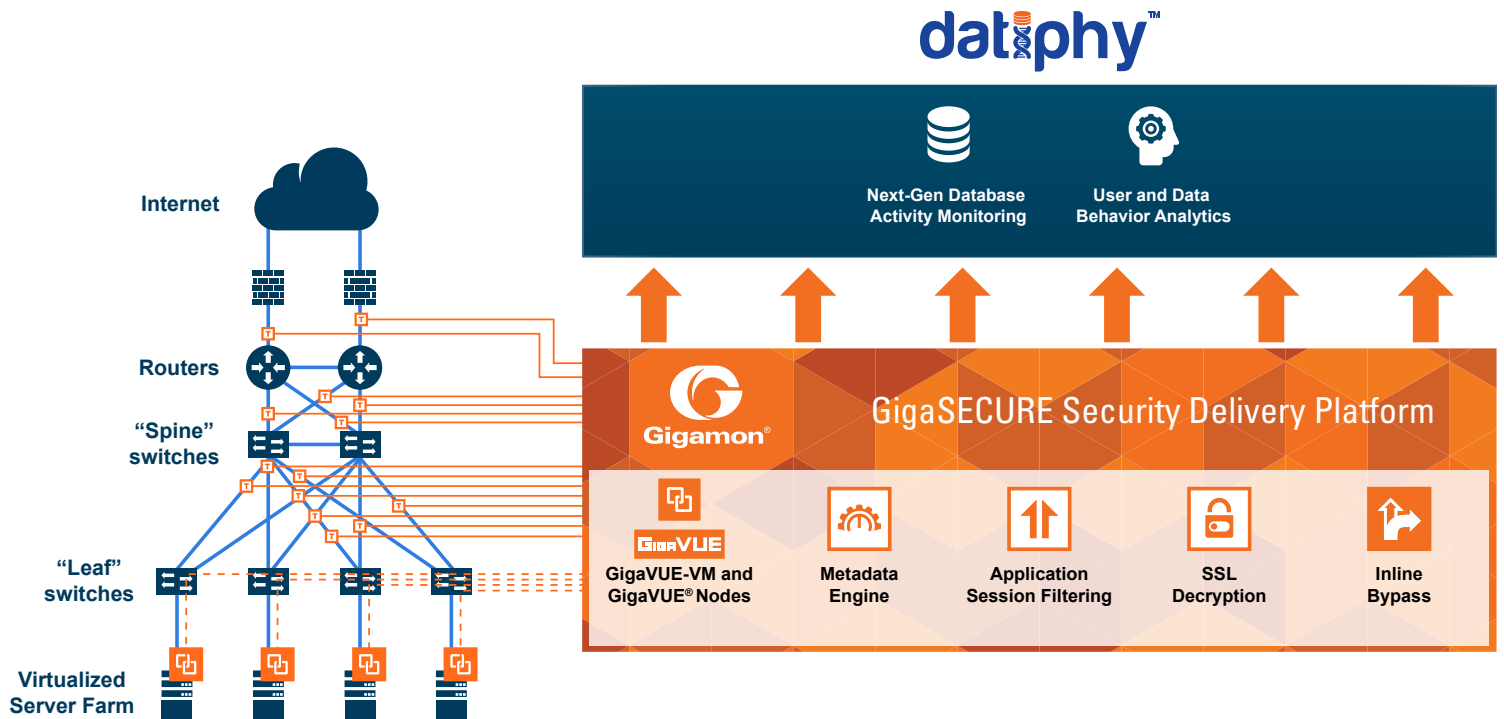 datiphy™
Next-Gen Database
Activity Monitoring
User and Data
Behavior Analytics
Internet
T
T
Routers
T
T
T
T
“Spine”
switches
T
T
T
T
T
T
T
T
“Leaf”
switches
Virtualized
Server Farm
Gigamon®
GigaSECURE Security Delivery Platform
GigaVUE
GigaVUE-VM and
GigaVUE® Nodes
Metadata
Engine
Application
Session Filtering
SSL
Decryption
Inline
Bypass